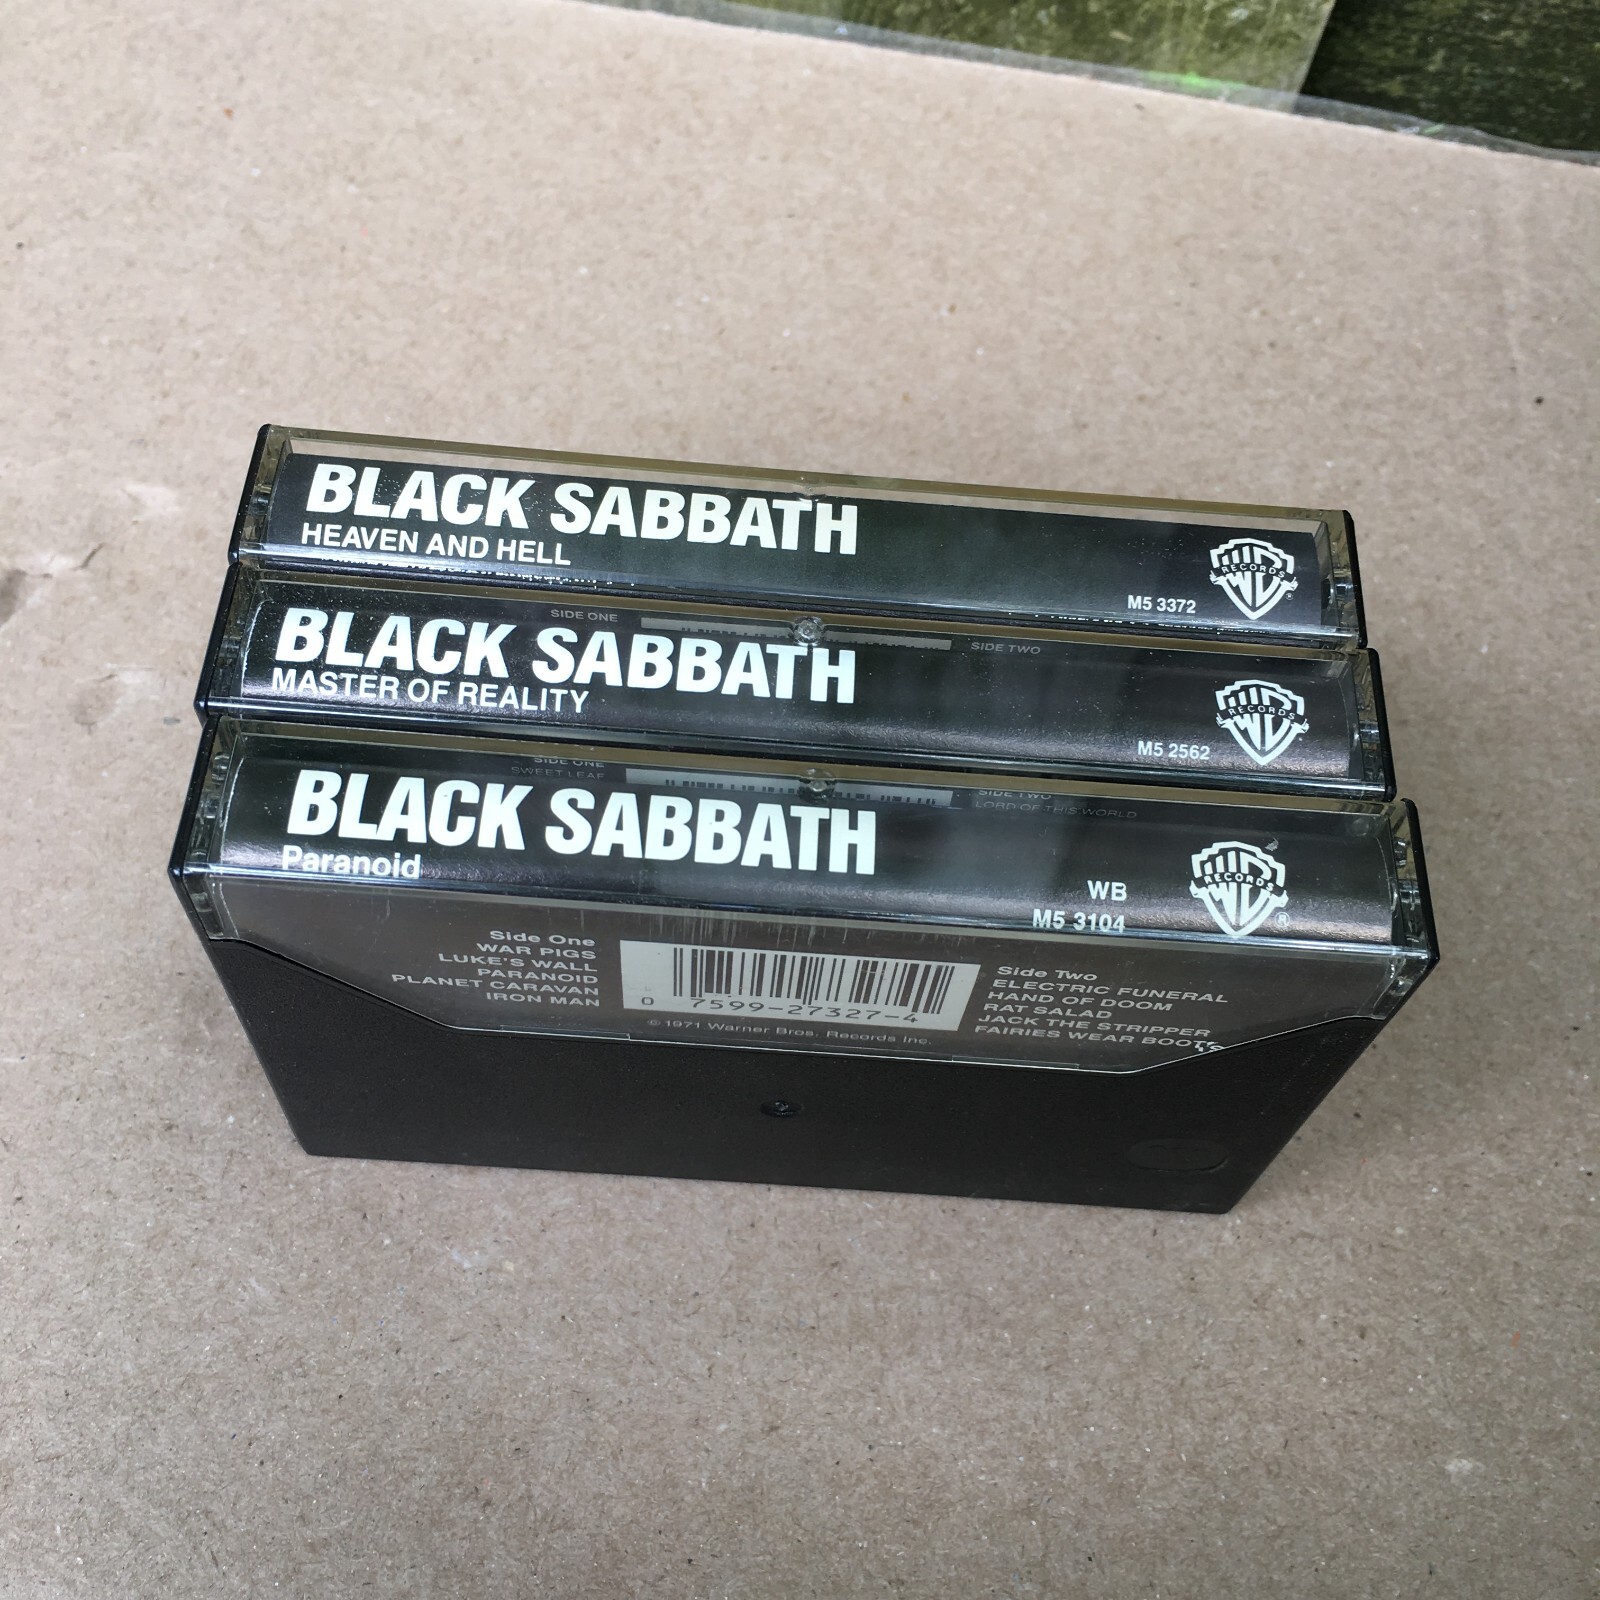 BLACK SABBATH
HEAVEN AND HELL
M5 3372
RECORDS
SIDE ONE
SIDE TWO
BLACK SABBATH
MASTER OF REALITY
M5 2562
RECORDS
SIDE ONE
SWEET LEAF
SIDE TWO
LORD OF THIS WORLD
BLACK SABBATH
Paranoid
WB
M5 3104
RECORDS
®
Side One
WAR PIGS
LUKE'S WALL
PARANOID
PLANET CARAVAN
IRON MAN
0 7599-27327-4
© 1971 Warner Bros. Records Inc.
Side Two
ELECTRIC FUNERAL
HAND OF DOOM
RAT SALAD
JACK THE STRIPPER
FAIRIES WEAR BOOTS